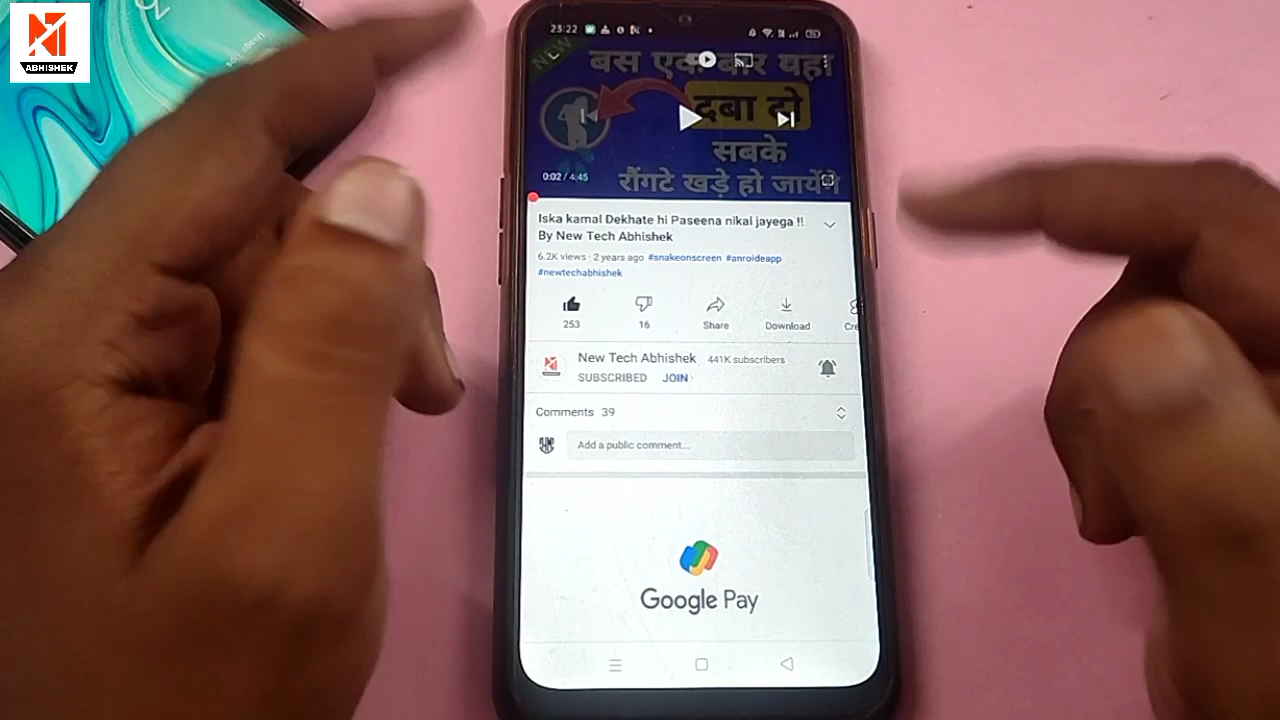 ABHISHEK
23:22
NEW
बस एक बार यहां
दबा दो
सबके
रौंगटे खड़े हो जायेंगे
0:02 / 4:45
Iska kamal Dekhate hi Paseena nikal jayega !!
By New Tech Abhishek
6.2K views · 2 years ago #snakeonscreen #anroideapp
#newtechabhishek
253
16
Share
Download
Cre
New Tech Abhishek 441K subscribers
SUBSCRIBED JOIN
Comments 39
Add a public comment...
Google Pay